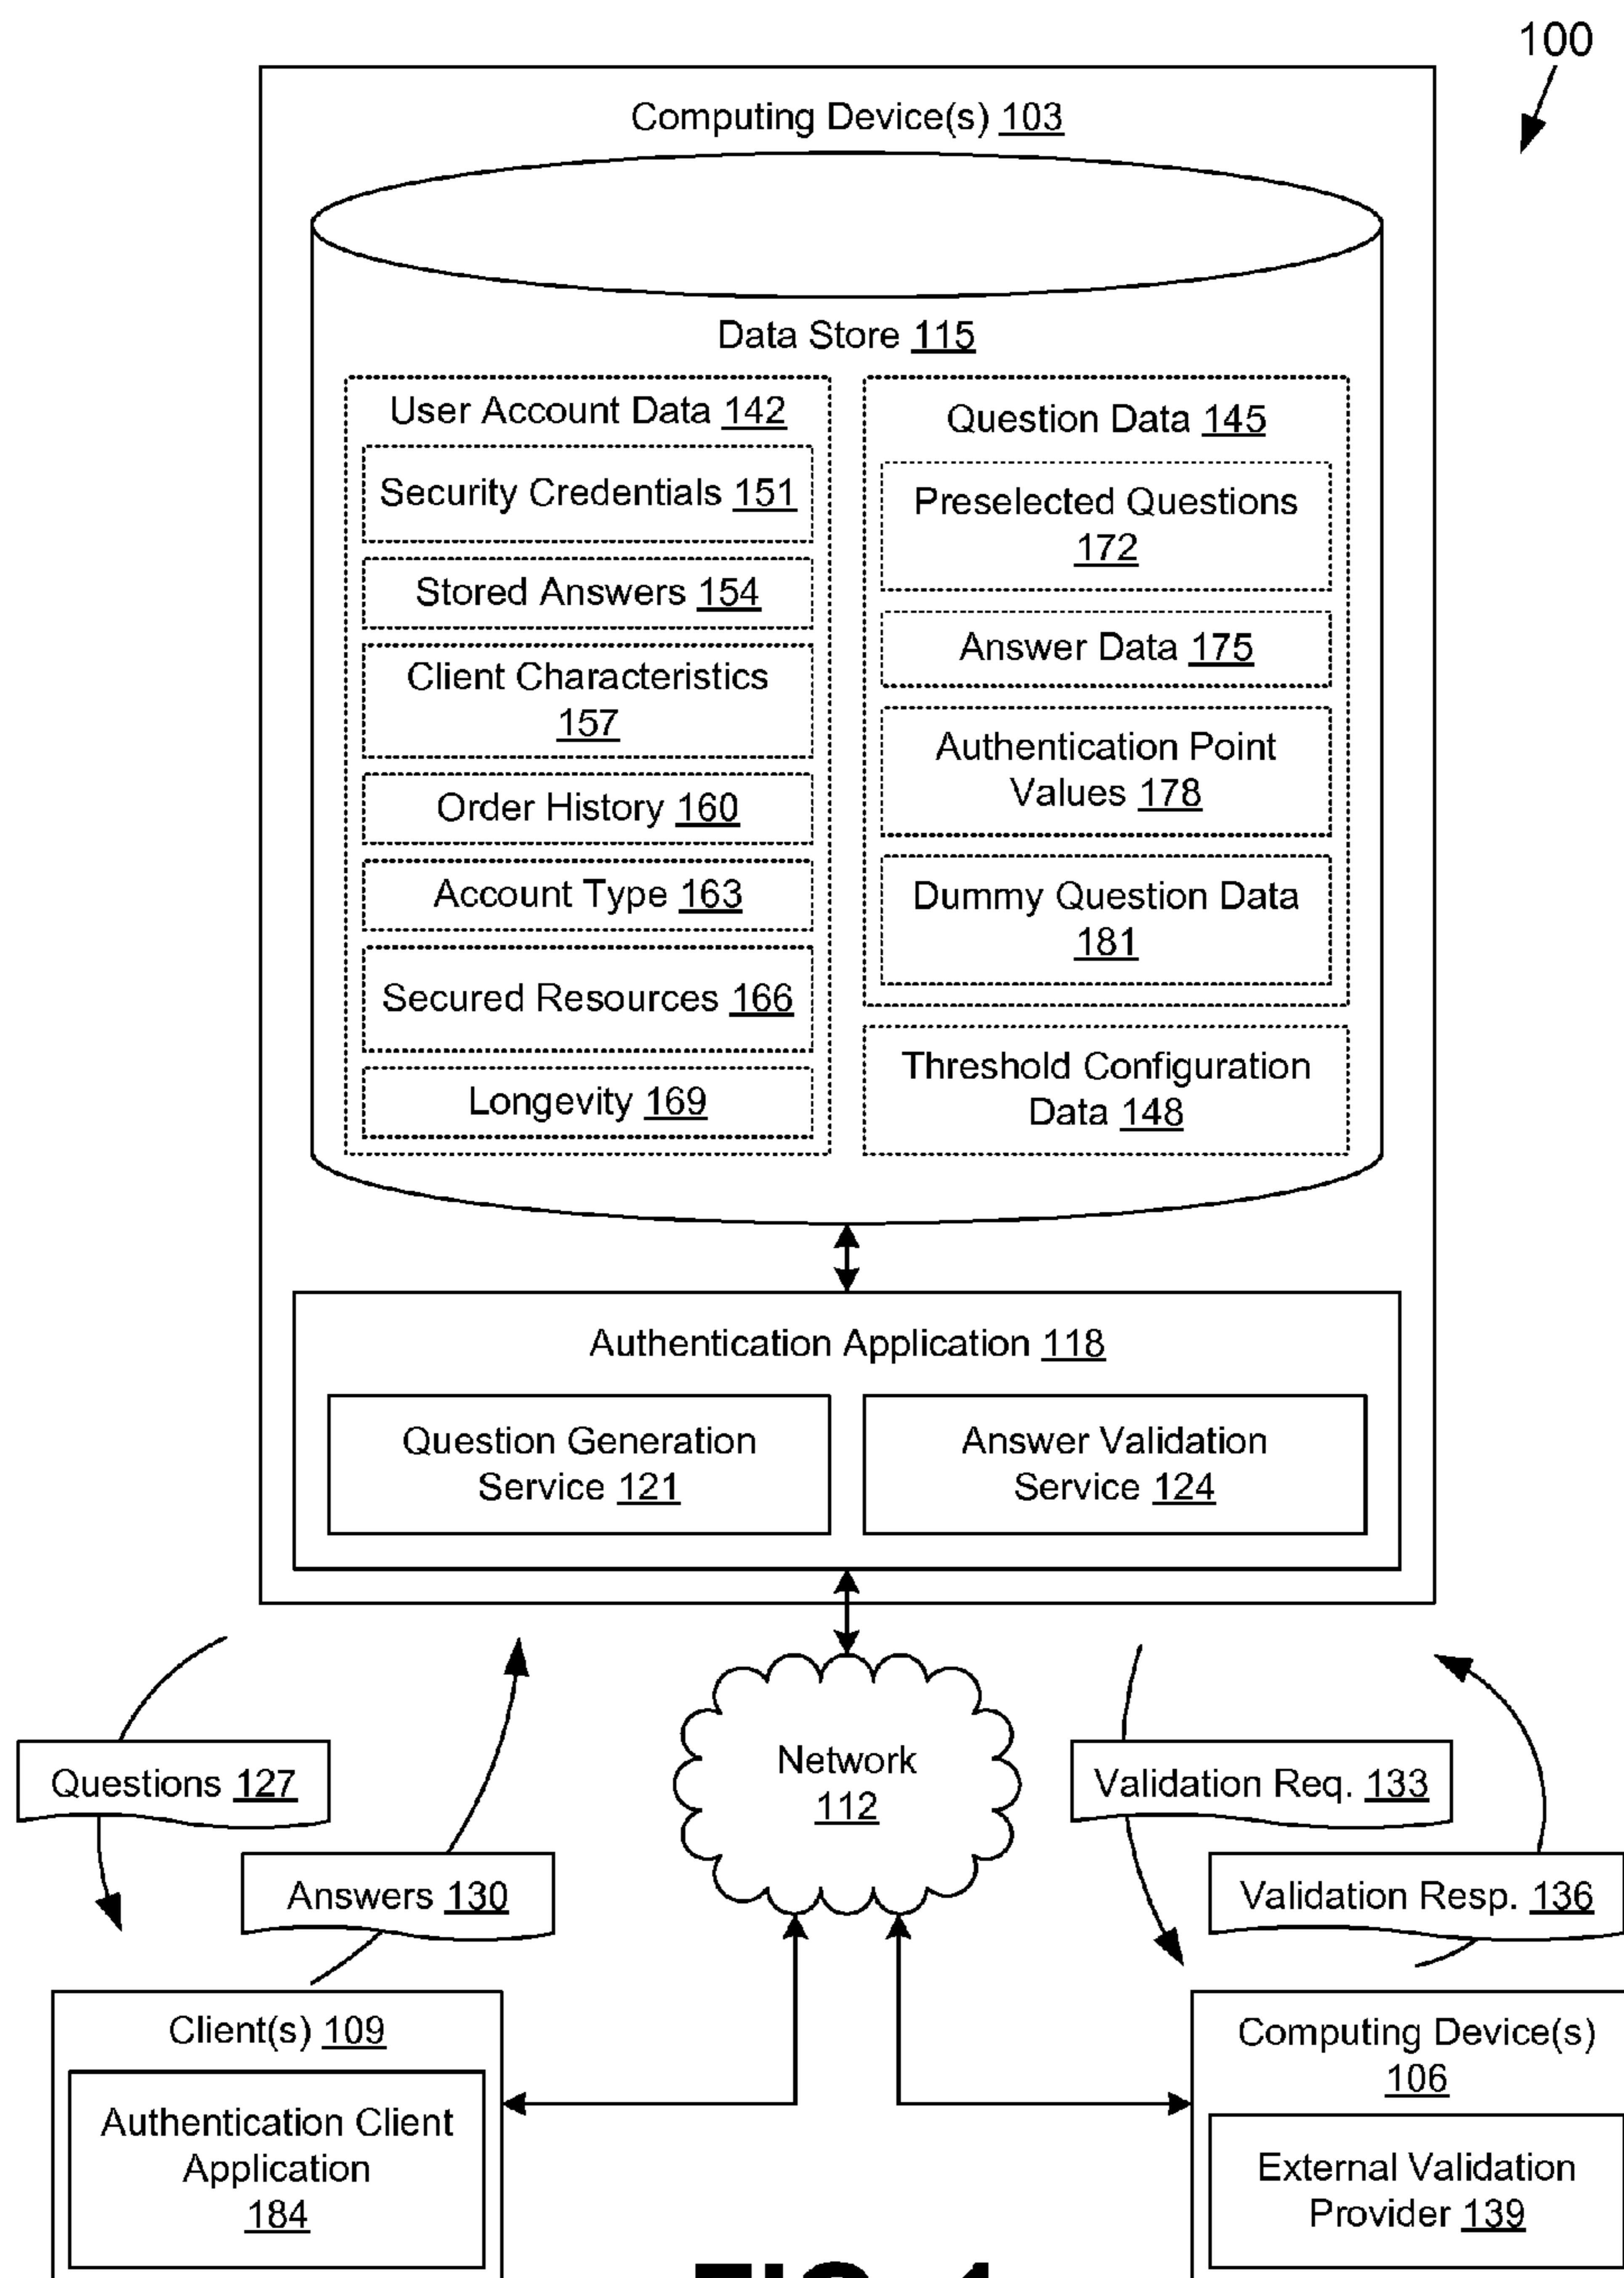 100
Computing Device(s) 103
Data Store 115
User Account Data 142
Security Credentials 151
Stored Answers 154
Client Characteristics
157
Order History 160
Account Type 163
Secured Resources 166
Longevity 169
Question Data 145
Preselected Questions
172
Answer Data 175
Authentication Point
Values 178
Dummy Question Data
181
Threshold Configuration
Data 148
Authentication Application 118
Question Generation
Service 121
Answer Validation
Service 124
Network
112
Questions 127
Answers 130
Validation Req. 133
Validation Resp. 136
Client(s) 109
Authentication Client
Application
184
Computing Device(s)
106
External Validation
Provider 139